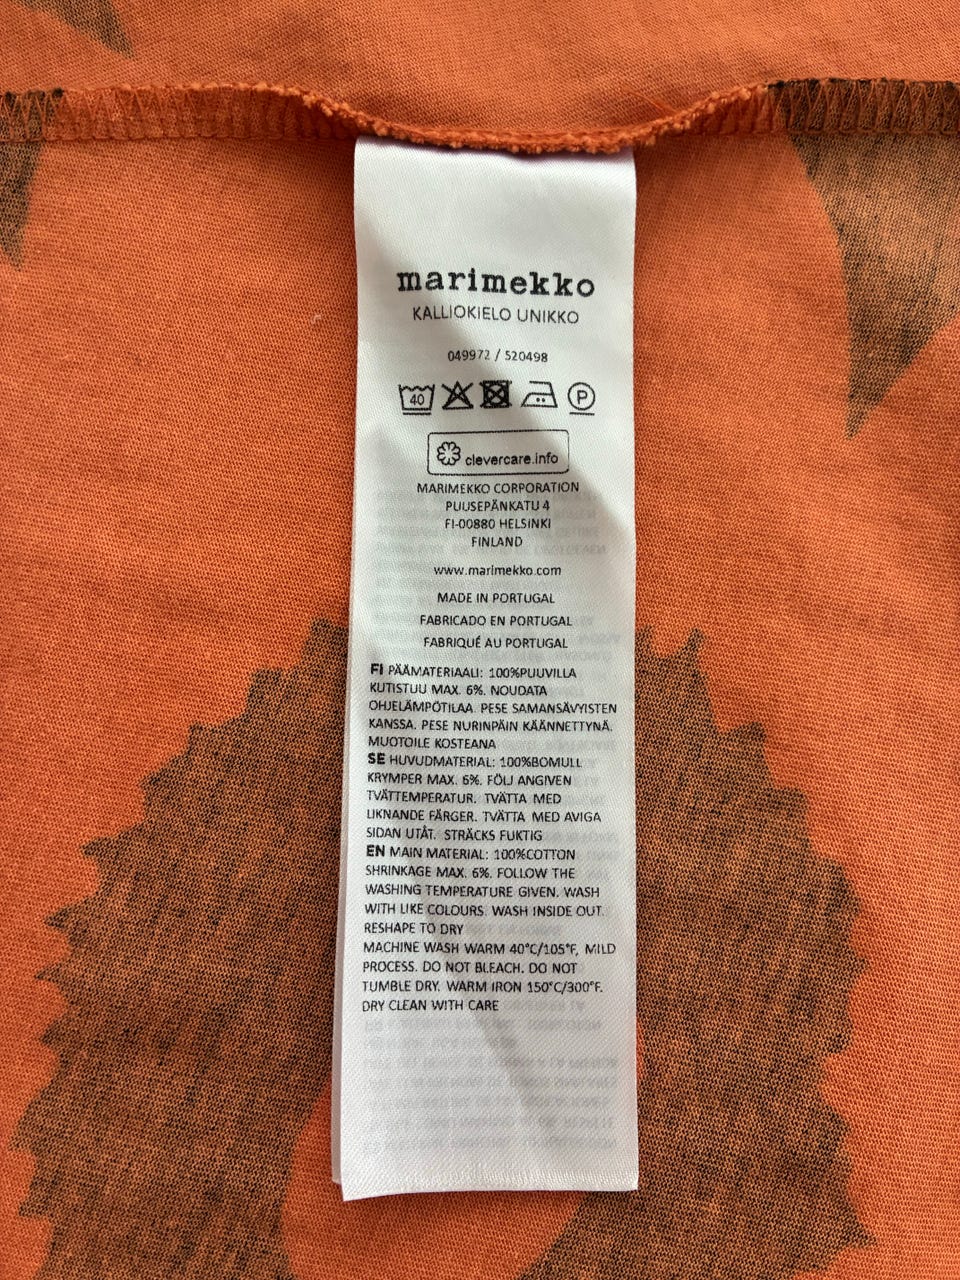 marimekko
KALLIOKIELO UNIKKO
049972 / 520498
40 P
clevercare.info
MARIMEKKO CORPORATION
PUUSEPÄNKATU 4
FI-00880 HELSINKI
FINLAND
www.marimekko.com
MADE IN PORTUGAL
FABRICADO EN PORTUGAL
FABRIQUÉ AU PORTUGAL
FI PÄÄMATERIAALI: 100%PUUVILLA
KUTISTUU MAX. 6%. NOUDATA
OHJELÄMPÖTILAA. PESE SAMANSÄVYISTEN
KANSSA. PESE NURINPÄIN KÄÄNNETTYNÄ.
MUOTOILE KOSTEANA
SE HUVUDMATERIAL: 100%BOMULL
KRYMPER MAX. 6%. FÖLJ ANGIVEN
TVÄTTEMPERATUR. TVÄTTA MED
LIKNANDE FÄRGER. TVÄTTA MED AVIGA
SIDAN UTÅT. STRÄCKS FUKTIG
EN MAIN MATERIAL: 100%COTTON
SHRINKAGE MAX. 6%. FOLLOW THE
WASHING TEMPERATURE GIVEN. WASH
WITH LIKE COLOURS. WASH INSIDE OUT.
RESHAPE TO DRY
MACHINE WASH WARM 40°C/105°F, MILD
PROCESS. DO NOT BLEACH. DO NOT
TUMBLE DRY. WARM IRON 150°C/300°F.
DRY CLEAN WITH CARE